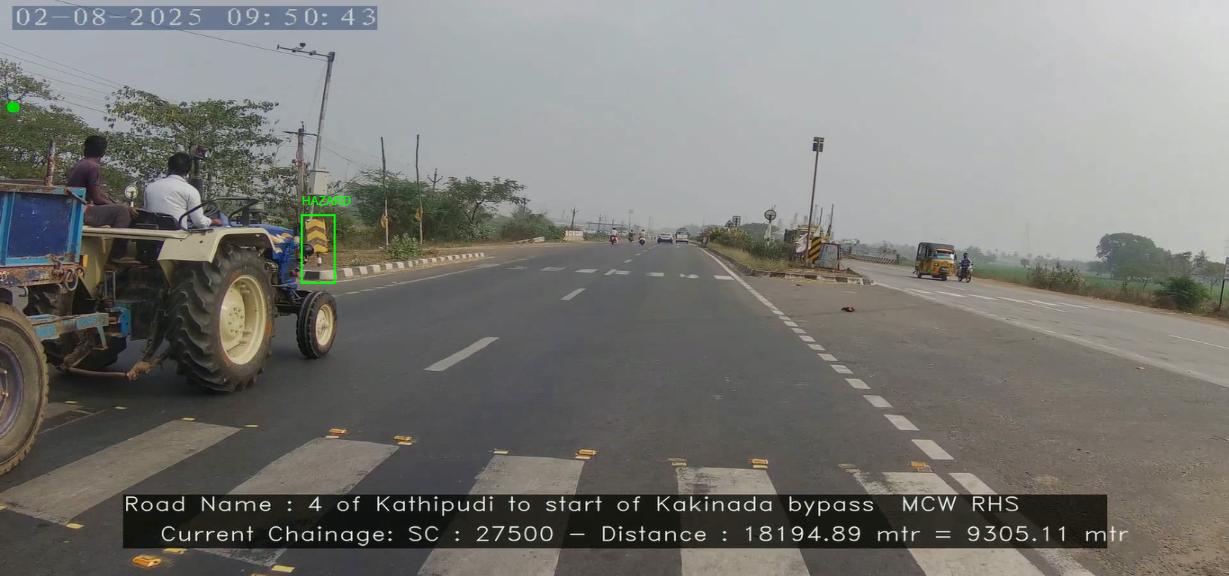 02-08-2025 09:50:43
HAZARD
Road Name : 4 of Kathipudi to start of Kakinada bypass MCW RHS
Current Chainage: SC : 27500 - Distance : 18194.89 mtr = 9305.11 mtr